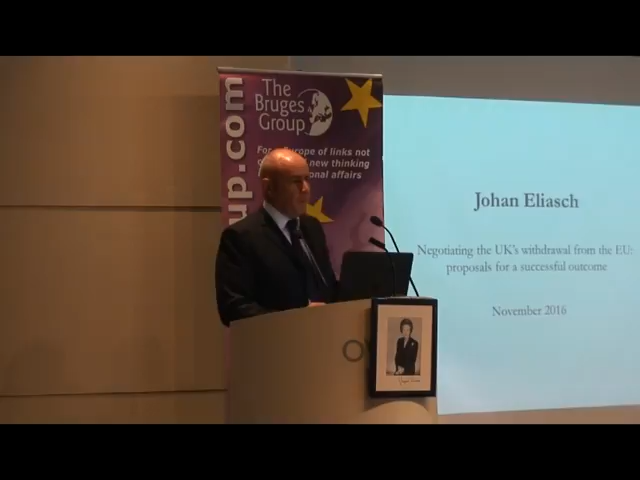 up.com
The
Bruges
Group
For a Europe of links not
new thinking
onal affairs
Johan Eliasch
Negotiating the UK's withdrawal from the EU:
proposals for a successful outcome
November 2016